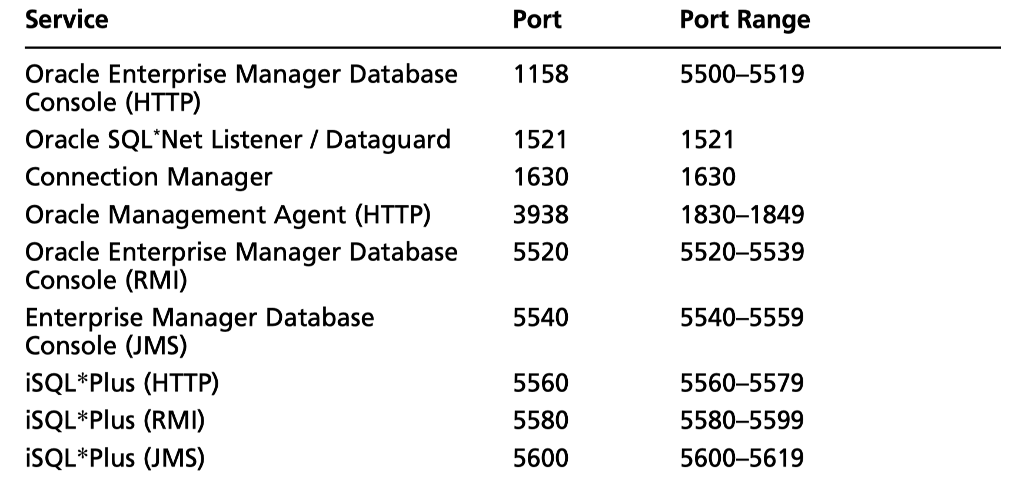 Service Port Port Range
Oracle Enterprise Manager Database 1158 5500–5519
Console (HTTP)
Oracle SQL*Net Listener / Dataguard 1521 1521
Connection Manager 1630 1630
Oracle Management Agent (HTTP) 3938 1830–1849
Oracle Enterprise Manager Database 5520 5520–5539
Console (RMI)
Enterprise Manager Database 5540 5540–5559
Console (JMS)
iSQL*Plus (HTTP) 5560 5560–5579
iSQL*Plus (RMI) 5580 5580–5599
iSQL*Plus (JMS) 5600 5600–5619